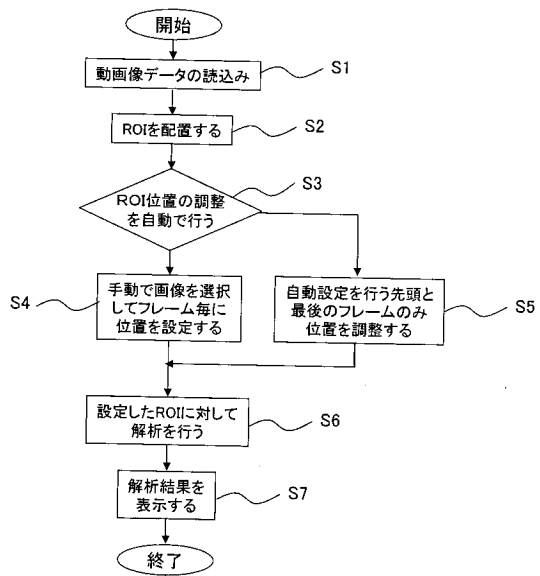 開始
動画像データの読込み
S1
ROIを配置する
S2
ROI位置の調整
を自動で行う
S3
手動で画像を選択
してフレーム毎に
位置を設定する
S4
自動設定を行う先頭と
最後のフレームのみ
位置を調整する
S5
設定したROIに対して
解析を行う
S6
解析結果を
表示する
S7
終了